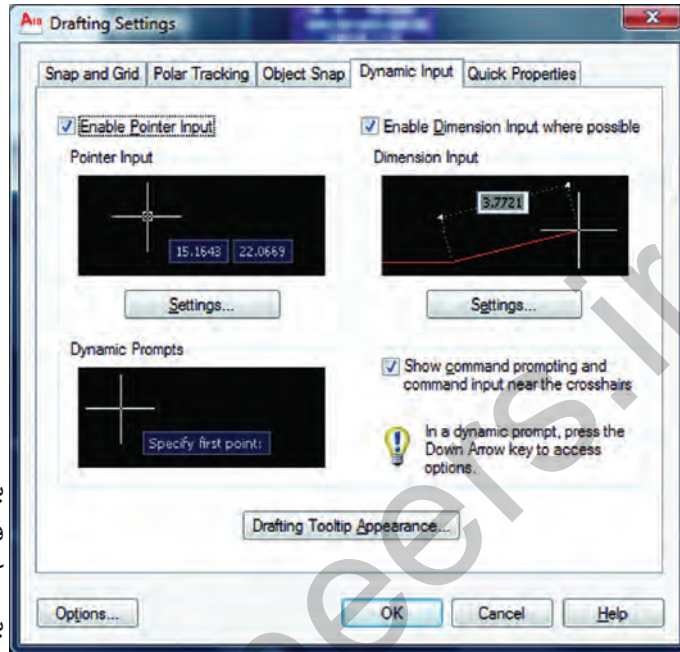 Drafting Settings
Snap and Grid Polar Tracking Object Snap Dynamic Input Quick Properties
Enable Pointer Input
Enable Dimension Input where possible
Pointer Input
Dimension Input
15.1643 22.0669
3.7721
Settings...
Settings...
Dynamic Prompts
Specify first point:
Show command prompting and
command input near the crosshairs
In a dynamic prompt, press the
Down Arrow key to access
options.
Drafting Tooltip Appearance...
Options...
OK
Cancel
Help
eers.ir